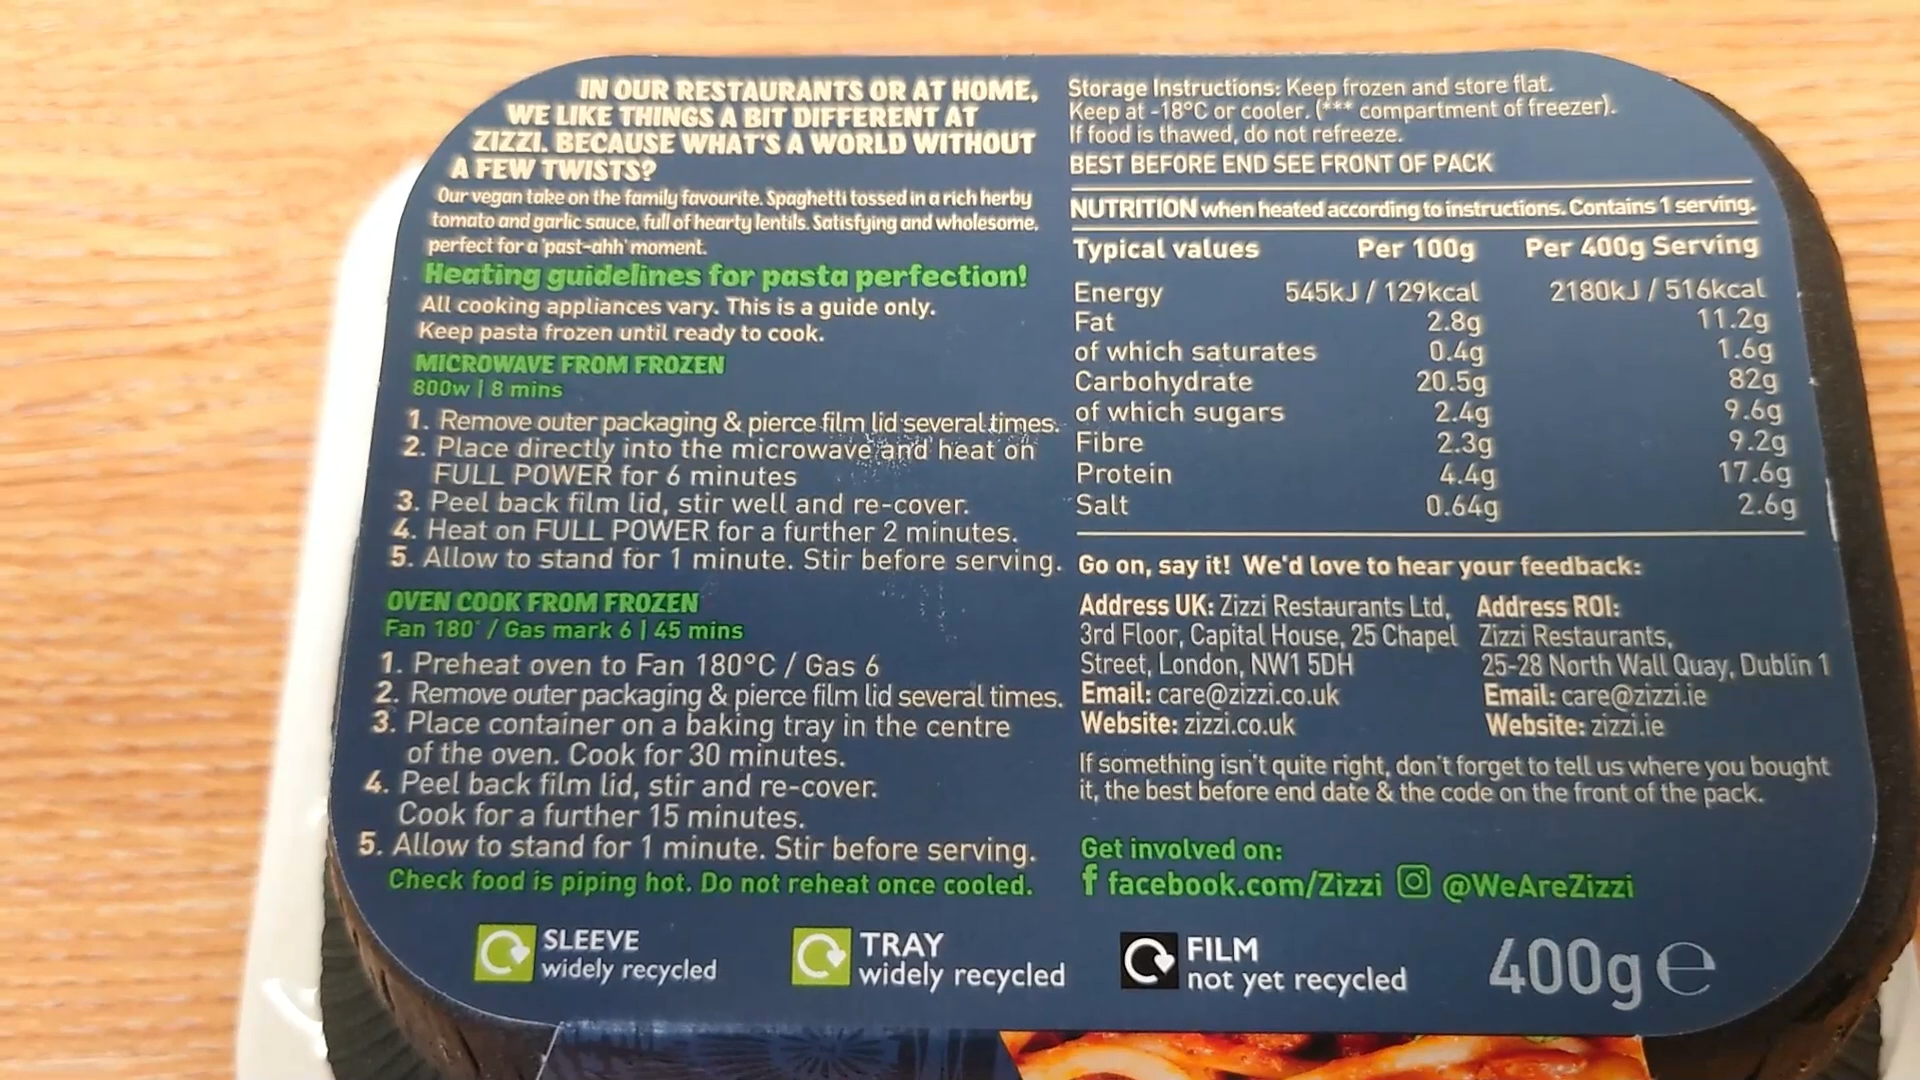 IN OUR RESTAURANTS OR AT HOME,
WE LIKE THINGS A BIT DIFFERENT AT
ZIZZI. BECAUSE WHAT'S A WORLD WITHOUT
A FEW TWISTS?
Our vegan take on the family favourite. Spaghetti tossed in a rich herby
tomato and garlic sauce, full of hearty lentils. Satisfying and wholesome,
perfect for a 'past-ahh' moment.
Heating guidelines for pasta perfection!
All cooking appliances vary. This is a guide only.
Keep pasta frozen until ready to cook.
MICROWAVE FROM FROZEN
800w | 8 mins
1. Remove outer packaging & pierce film lid several times.
2. Place directly into the microwave and heat on
FULL POWER for 6 minutes
3. Peel back film lid, stir well and re-cover.
4. Heat on FULL POWER for a further 2 minutes.
5. Allow to stand for 1 minute. Stir before serving.
OVEN COOK FROM FROZEN
Fan 180° / Gas mark 6 | 45 mins
1. Preheat oven to Fan 180°C / Gas 6
2. Remove outer packaging & pierce film lid several times.
3. Place container on a baking tray in the centre
of the oven. Cook for 30 minutes.
4. Peel back film lid, stir and re-cover.
Cook for a further 15 minutes.
5. Allow to stand for 1 minute. Stir before serving.
Check food is piping hot. Do not reheat once cooled.
Storage Instructions: Keep frozen and store flat.
Keep at -18°C or cooler. (*** compartment of freezer).
If food is thawed, do not refreeze.
BEST BEFORE END SEE FRONT OF PACK
NUTRITION when heated according to instructions. Contains 1 serving.
Typical values Per 100g Per 400g Serving
Energy 545kJ / 129kcal 2180kJ / 516kcal
Fat 2.8g 11.2g
of which saturates 0.4g 1.6g
Carbohydrate 20.5g 82g
of which sugars 2.4g 9.6g
Fibre 2.3g 9.2g
Protein 4.4g 17.6g
Salt 0.64g 2.6g
Go on, say it! We'd love to hear your feedback:
Address UK: Zizzi Restaurants Ltd,
3rd Floor, Capital House, 25 Chapel
Street, London, NW1 5DH
Email: care@zizzi.co.uk
Website: zizzi.co.uk
Address ROI:
Zizzi Restaurants,
25-28 North Wall Quay, Dublin 1
Email: care@zizzi.ie
Website: zizzi.ie
If something isn't quite right, don't forget to tell us where you bought
it, the best before end date & the code on the front of the pack.
Get involved on:
f facebook.com/Zizzi @WeAreZizzi
SLEEVE
widely recycled
TRAY
widely recycled
FILM
not yet recycled
400g ℮